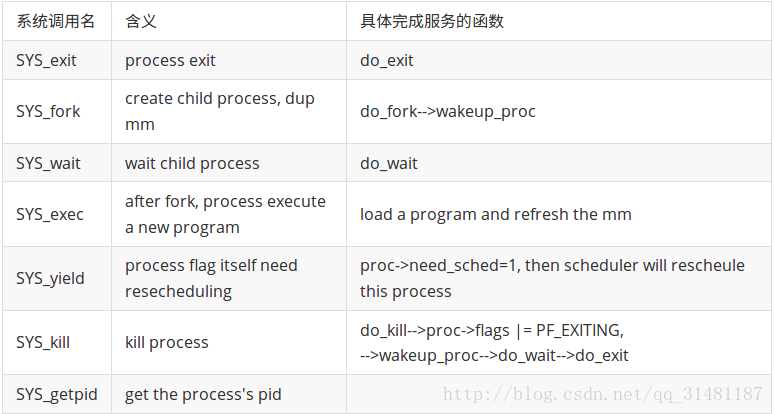 系统调用名 含义 具体完成服务的函数
SYS_exit process exit do_exit
create child process, dup
SYS_fork do_fork-->wakeup_proc
mm
SYS_wait wait child process do_wait
after fork, process execute
SYS_exec load a program and refresh the mm
a new program
process flag itself need proc->need_sched=1, then scheduler will rescheule
SYS_yield
resecheduling this process
do_kill-->proc->flags |= PF_EXITING,
SYS_kill kill process
-->wakeup_proc-->do_wait-->do_exit
SYS_getpid get the process's pid
http://blog.csdn.net/qq_31481187